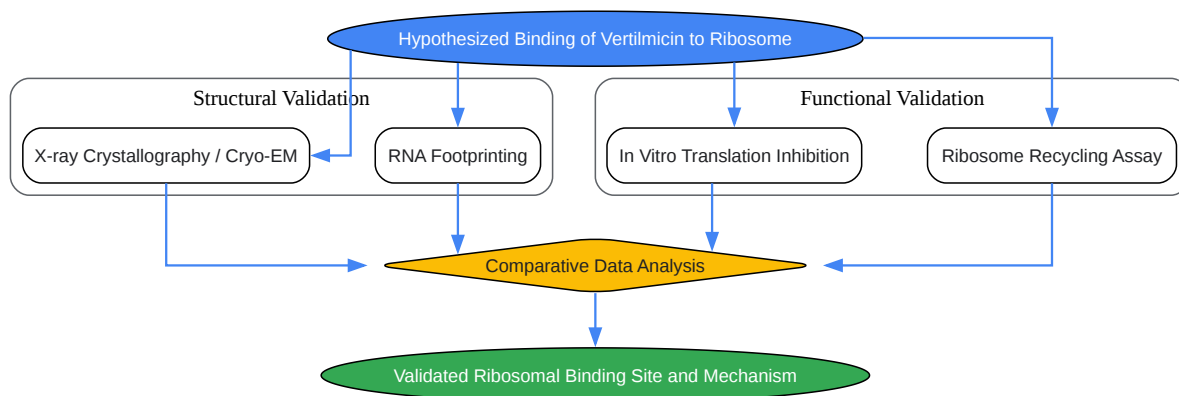 Hypothesized Binding of Vertilmicin to Ribosome
Structural Validation
Functional Validation
X-ray Crystallography / Cryo-EM
RNA Footprinting
In Vitro Translation Inhibition
Ribosome Recycling Assay
Comparative Data Analysis
Validated Ribosomal Binding Site and Mechanism